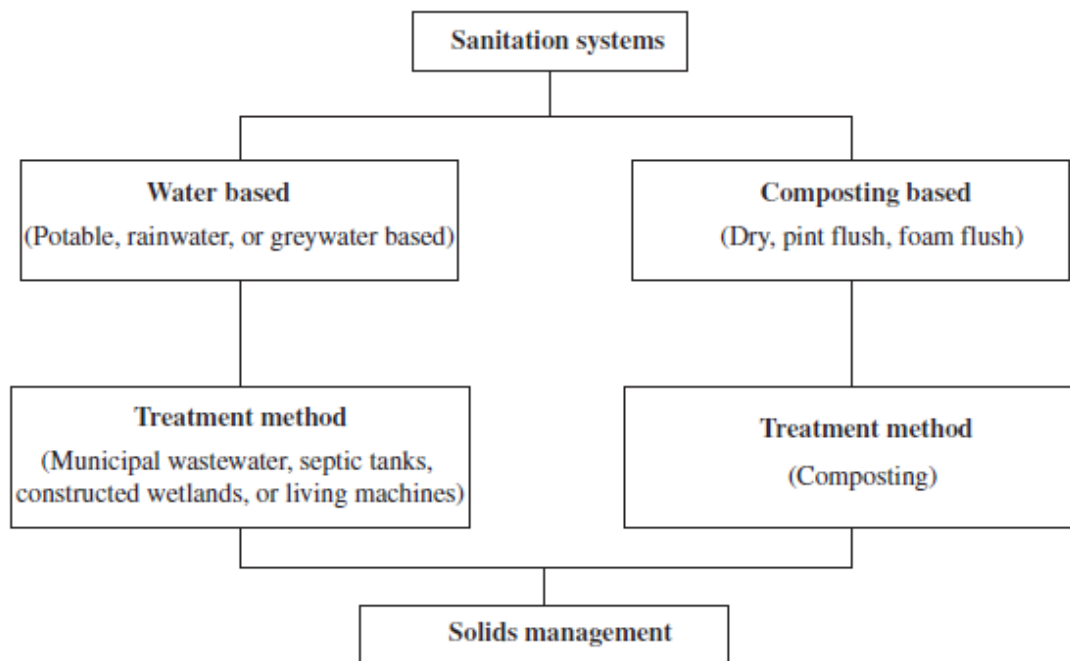 Sanitation systems
Water based
(Potable, rainwater, or greywater based)
Composting based
(Dry, pint flush, foam flush)
Treatment method
(Municipal wastewater, septic tanks,
constructed wetlands, or living machines)
Treatment method
(Composting)
Solids management